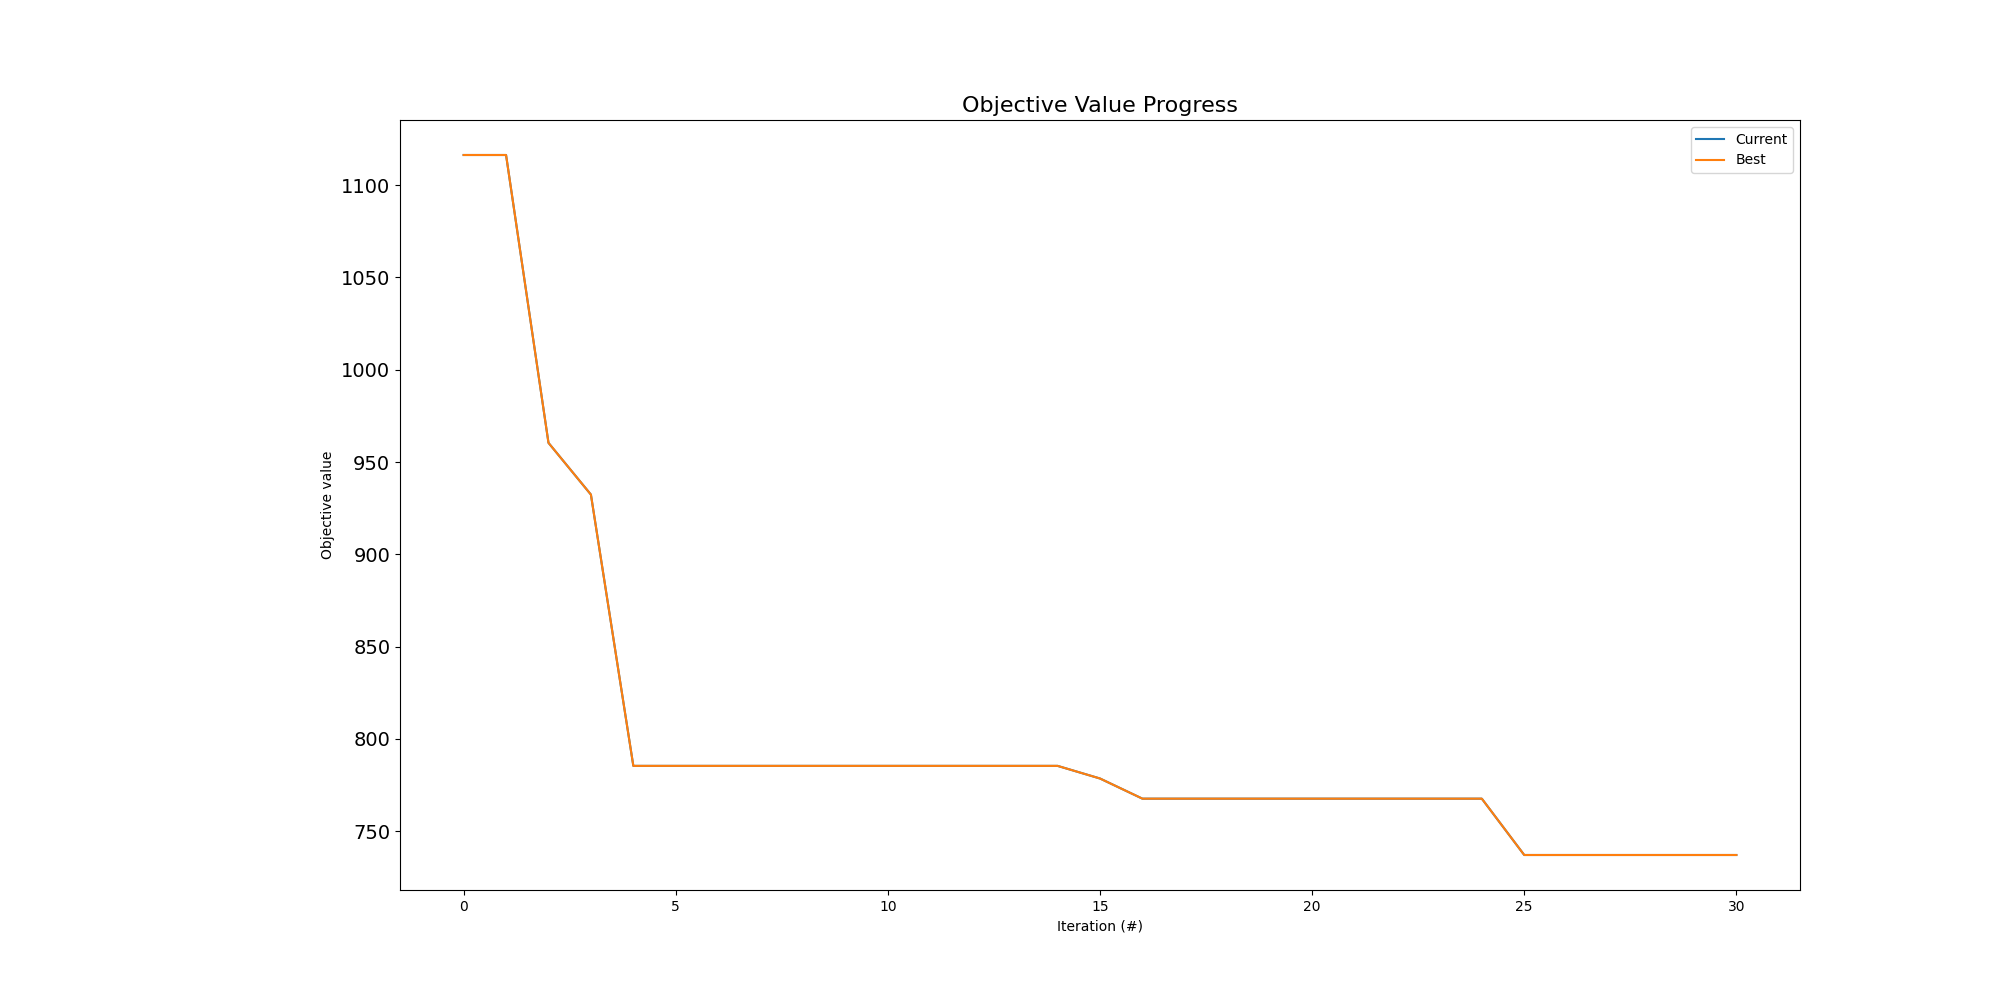 Objective Value Progress
Current
Best
1100
1050
1000
950
900
850
800
750
Objective value
0 5 10 15 20 25 30
Iteration (#)